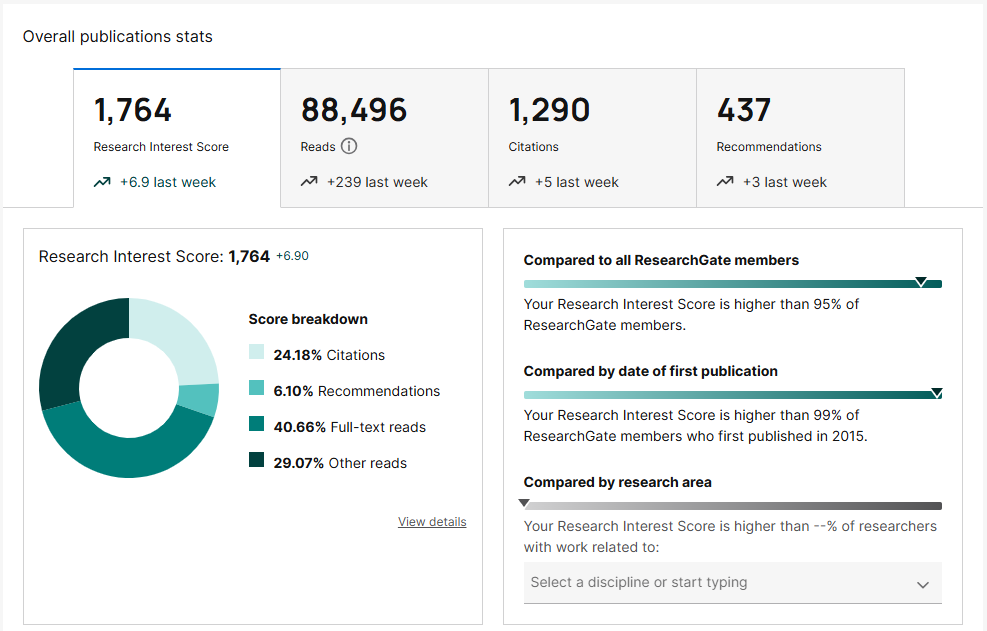 Overall publications stats
1,764
Research Interest Score
+6.9 last week
88,496
Reads
+239 last week
1,290
Citations
+5 last week
437
Recommendations
+3 last week
Research Interest Score: 1,764 +6.90
Score breakdown
24.18% Citations
6.10% Recommendations
40.66% Full-text reads
29.07% Other reads
View details
Compared to all ResearchGate members
Your Research Interest Score is higher than 95% of
ResearchGate members.
Compared by date of first publication
Your Research Interest Score is higher than 99% of
ResearchGate members who first published in 2015.
Compared by research area
Your Research Interest Score is higher than --% of researchers
with work related to:
Select a discipline or start typing